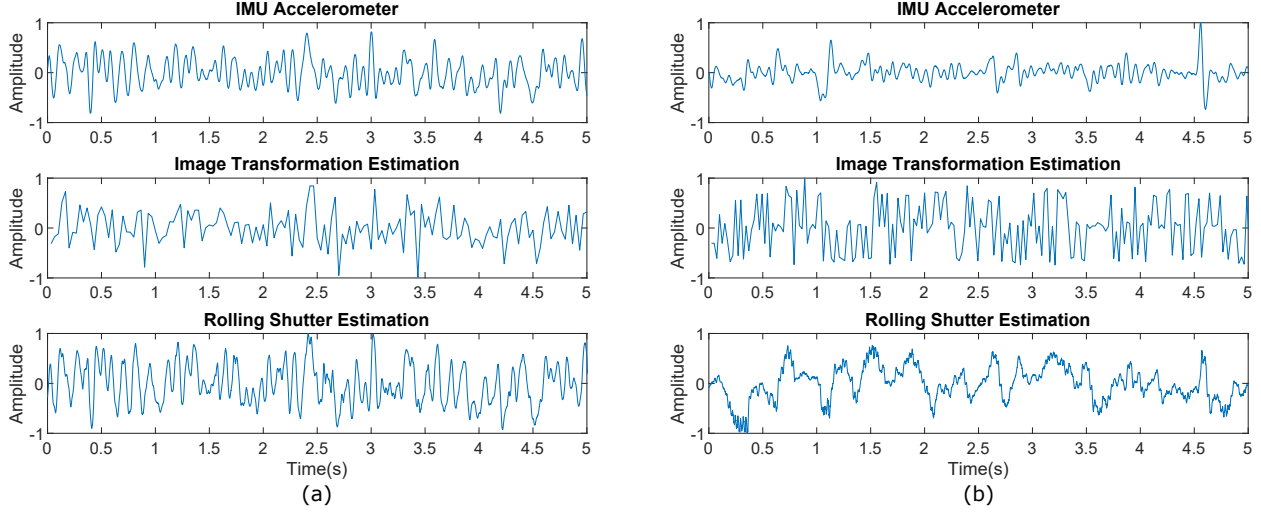 IMU Accelerometer
Amplitude
1
0
-1
0 0.5 1 1.5 2 2.5 3 3.5 4 4.5 5
Image Transformation Estimation
Amplitude
1
0
-1
0 0.5 1 1.5 2 2.5 3 3.5 4 4.5 5
Rolling Shutter Estimation
Amplitude
1
0
-1
0 0.5 1 1.5 2 2.5 3 3.5 4 4.5 5
Time(s)
(a)
IMU Accelerometer
Amplitude
1
0
-1
0 0.5 1 1.5 2 2.5 3 3.5 4 4.5 5
Image Transformation Estimation
Amplitude
1
0
-1
0 0.5 1 1.5 2 2.5 3 3.5 4 4.5 5
Rolling Shutter Estimation
Amplitude
1
0
-1
0 0.5 1 1.5 2 2.5 3 3.5 4 4.5 5
Time(s)
(b)